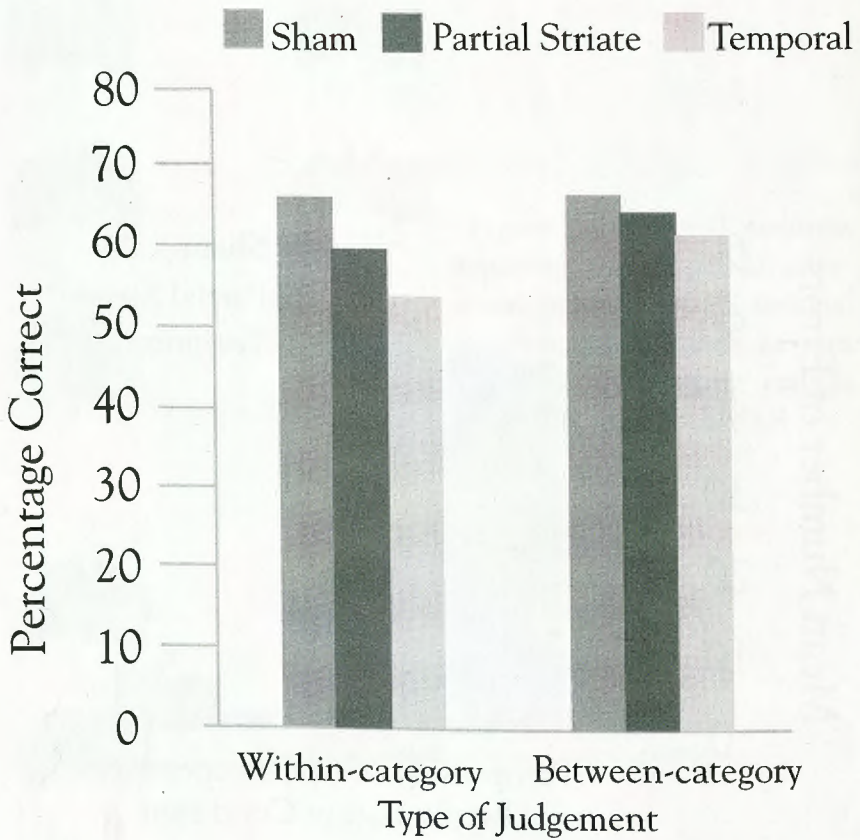 Sham Partial Striate Temporal
80
70
60
50
40
30
20
10
0
Percentage Correct
Within-category Between-category
Type of Judgement